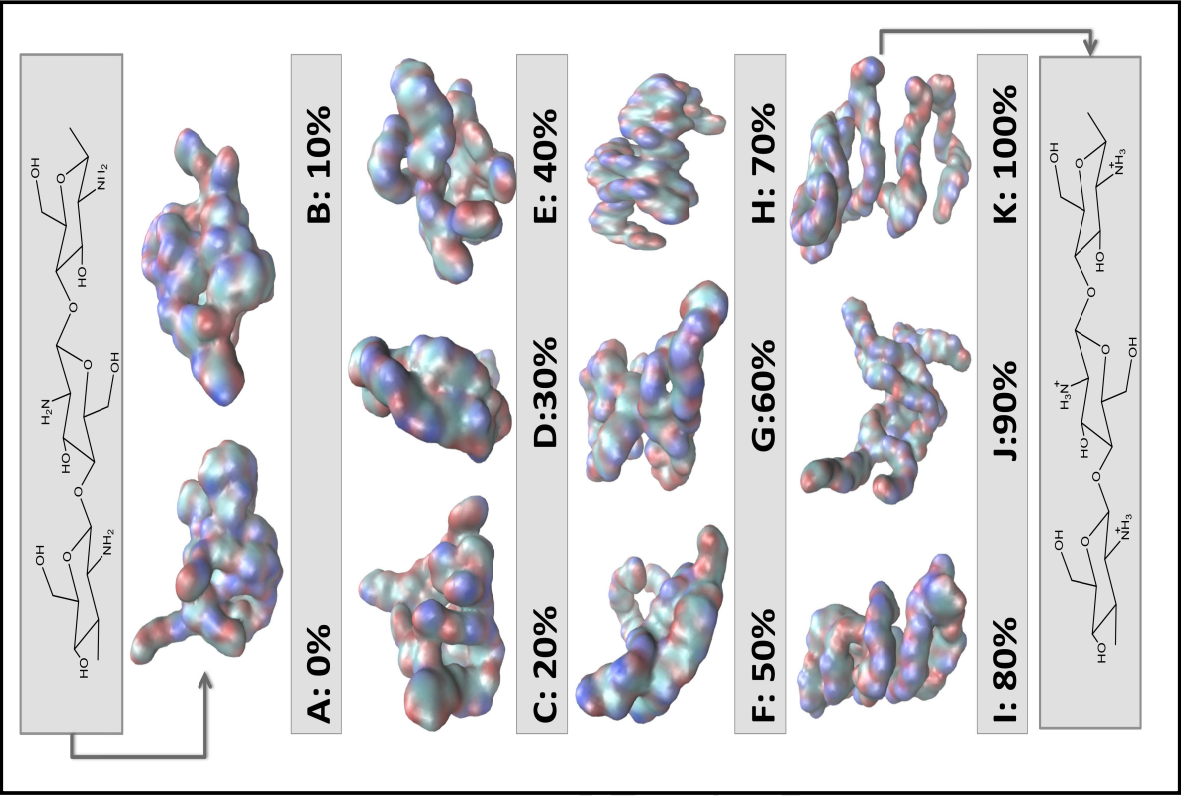 OH H₂N OH
O O HO O O
HO O HO
NH₂ OH NH₂
A: 0% B: 10%
C: 20% D:30% E: 40%
F: 50% G:60% H: 70%
I: 80% J:90% K: 100%
OH H₃N⁺ OH
O O HO O O
HO O HO
⁺NH₃ OH ⁺NH₃